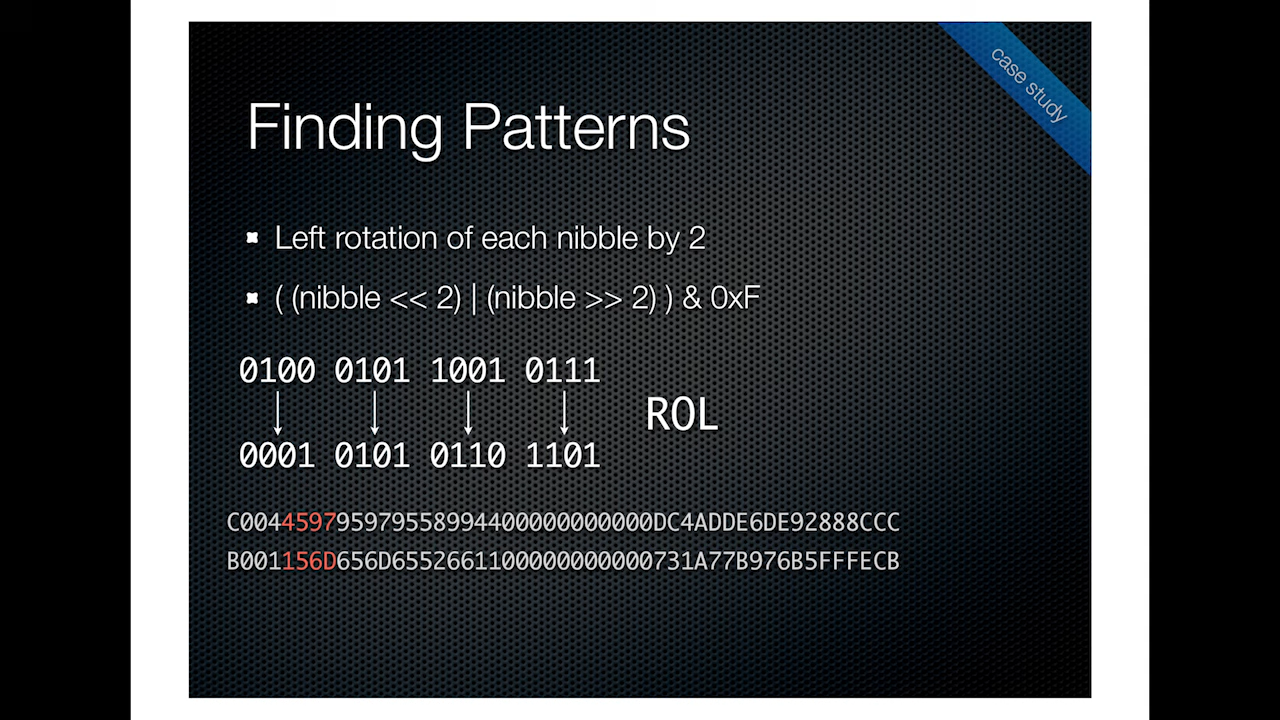 case study
Finding Patterns
Left rotation of each nibble by 2
( (nibble << 2) | (nibble >> 2) ) & 0xF
0100 0101 1001 0111
ROL
0001 0101 0110 1101
C004459795979558994400000000000DC4ADDE6DE92888CCC
B001156D656D655266110000000000731A77B976B5FFFECB